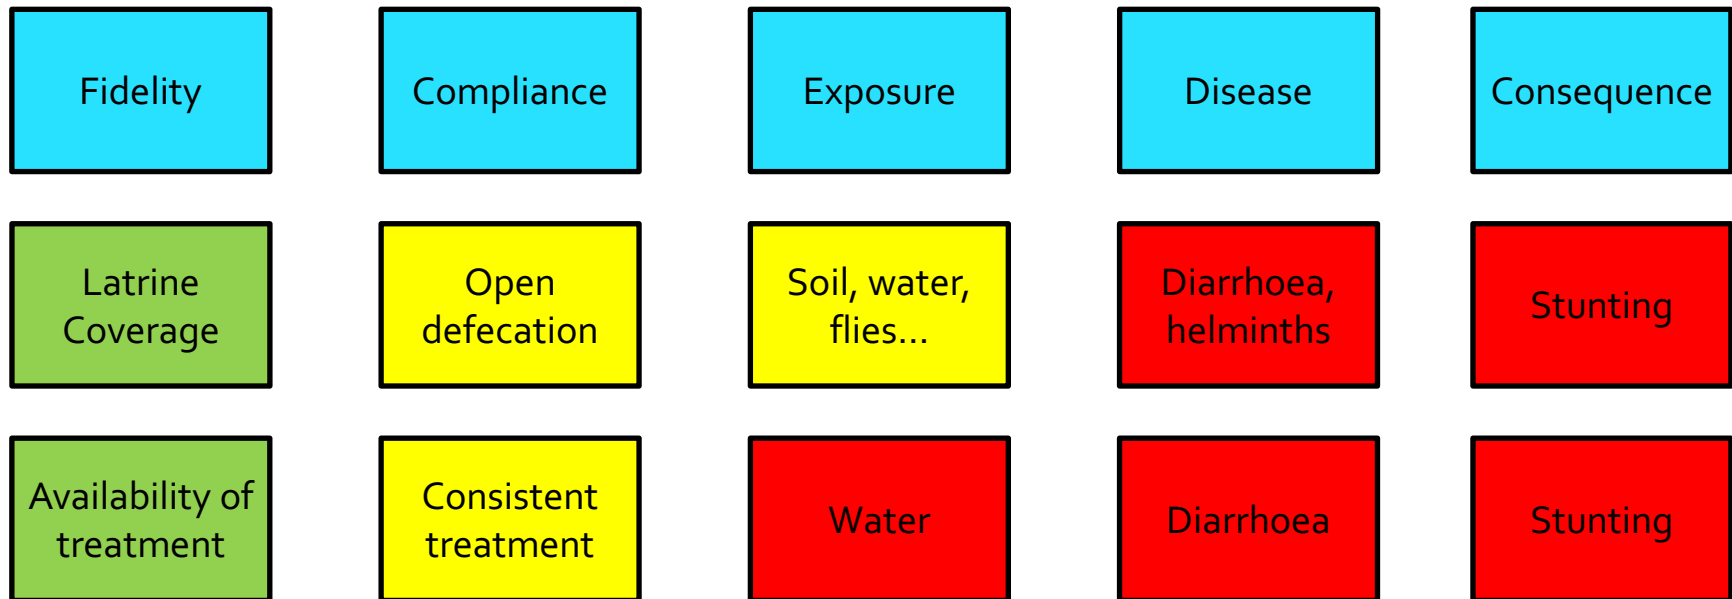 Fidelity
Compliance
Exposure
Disease
Consequence
Latrine
Coverage
Open
defecation
Soil, water,
flies...
Diarrhoea,
helminths
Stunting
Availability of
treatment
Consistent
treatment
Water
Diarrhoea
Stunting